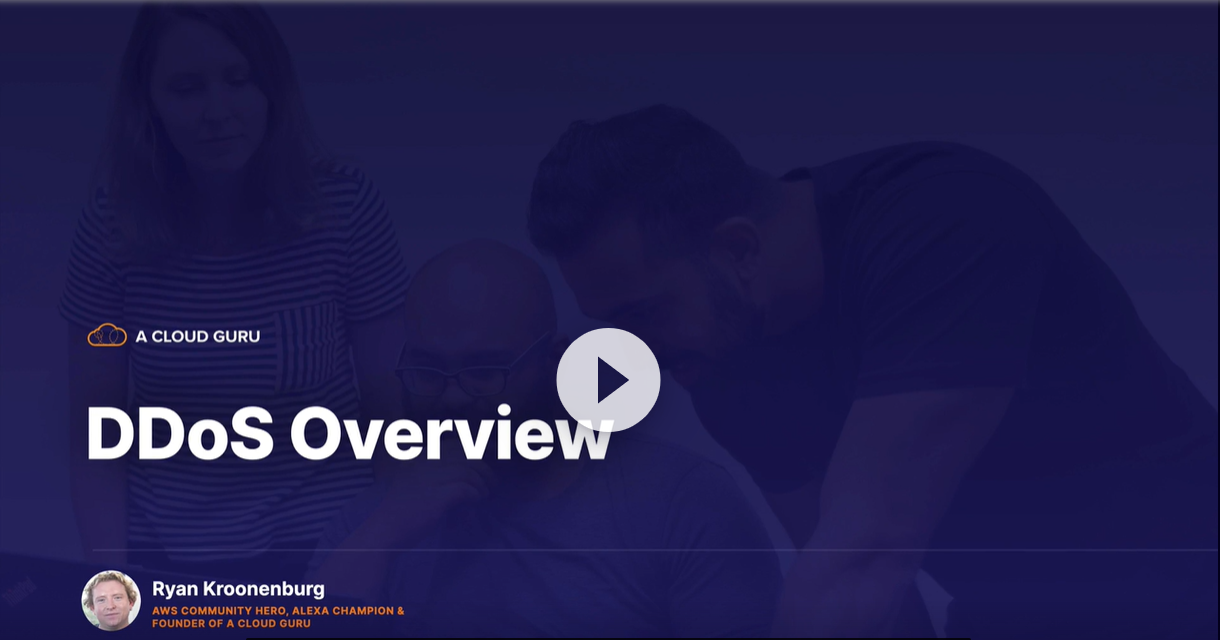 A CLOUD GURU
DDoS Overview
Ryan Kroonenburg
AWS COMMUNITY HERO, ALEXA CHAMPION &
FOUNDER OF A CLOUD GURU